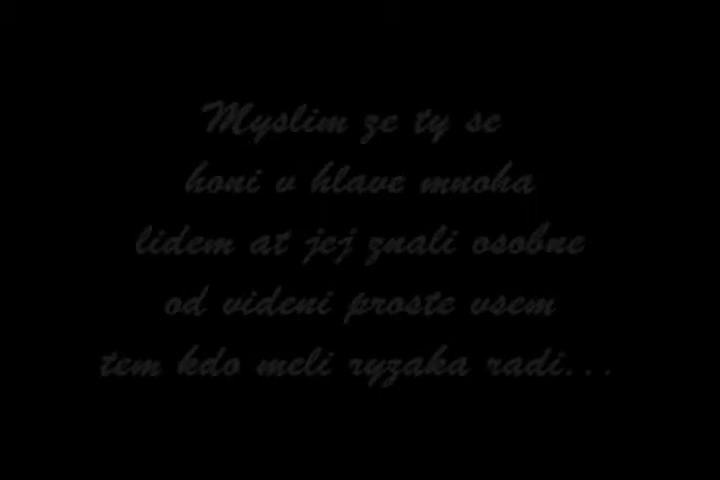 Myslim ze ty se
honi v hlave mnoha
lidem at jej znali osobne
od videni proste vsem
tem kdo meli ryzaka radi...